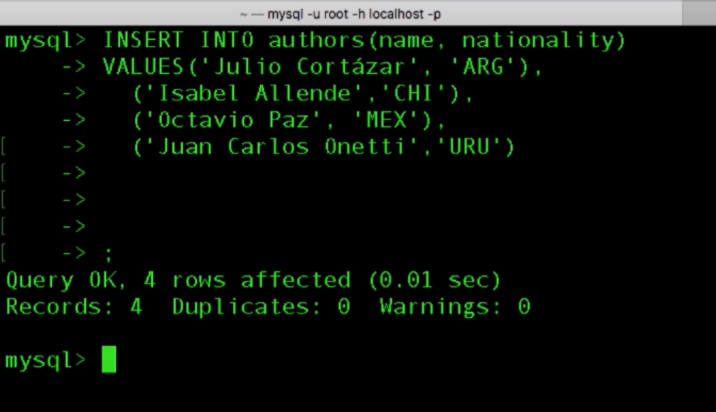 ~ — mysql -u root -h localhost -p
mysql> INSERT INTO authors(name, nationality)
    -> VALUES('Julio Cortázar', 'ARG'),
    ->   ('Isabel Allende','CHI'),
    ->   ('Octavio Paz', 'MEX'),
[    ->   ('Juan Carlos Onetti','URU')
[    ->
[    ->
[    ->
[    -> ;
Query OK, 4 rows affected (0.01 sec)
Records: 4  Duplicates: 0  Warnings: 0
mysql>